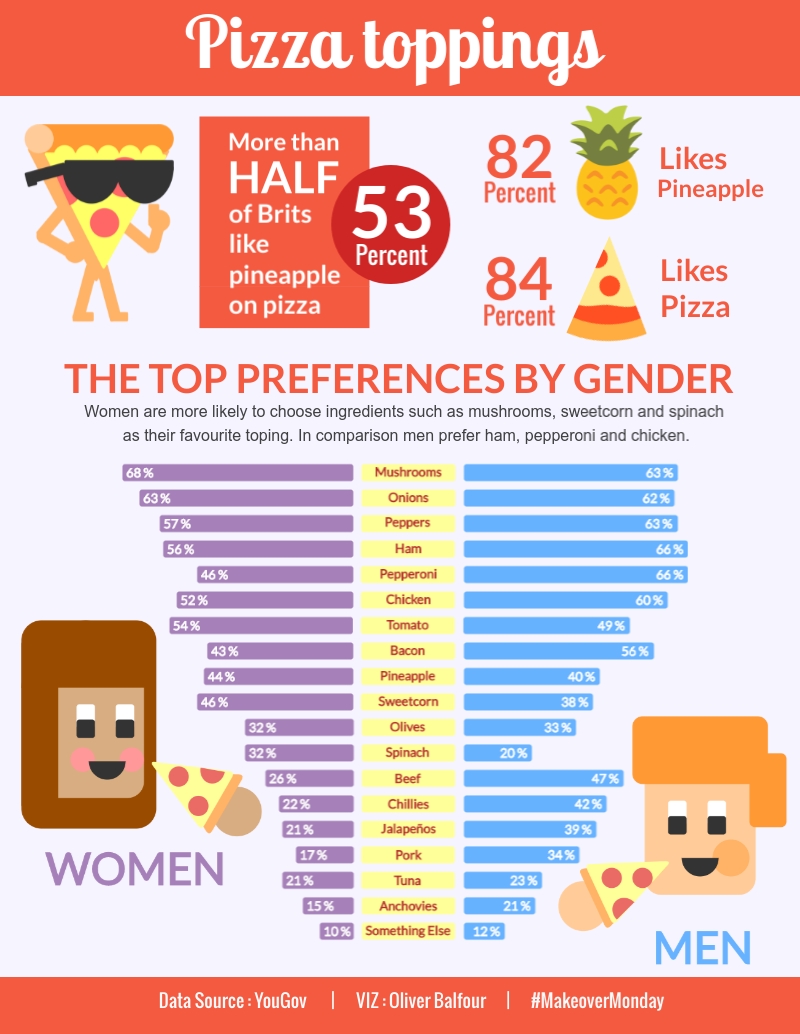 Pizza toppings
More than
HALF
of Brits
like
pineapple
on pizza
53
Percent
82
Percent
Likes
Pineapple
84
Percent
Likes
Pizza
THE TOP PREFERENCES BY GENDER
Women are more likely to choose ingredients such as mushrooms, sweetcorn and spinach
as their favourite toping. In comparison men prefer ham, pepperoni and chicken.
68 % Mushrooms 63 %
63 % Onions 62 %
57 % Peppers 63 %
56 % Ham 66 %
46 % Pepperoni 66 %
52 % Chicken 60 %
54 % Tomato 49 %
43 % Bacon 56 %
44 % Pineapple 40 %
46 % Sweetcorn 38 %
32 % Olives 33 %
32 % Spinach 20 %
26 % Beef 47 %
22 % Chillies 42 %
21 % Jalapeños 39 %
17 % Pork 34 %
21 % Tuna 23 %
15 % Anchovies 21 %
10 % Something Else 12 %
WOMEN
MEN
Data Source : YouGov | VIZ : Oliver Balfour | #MakeoverMonday